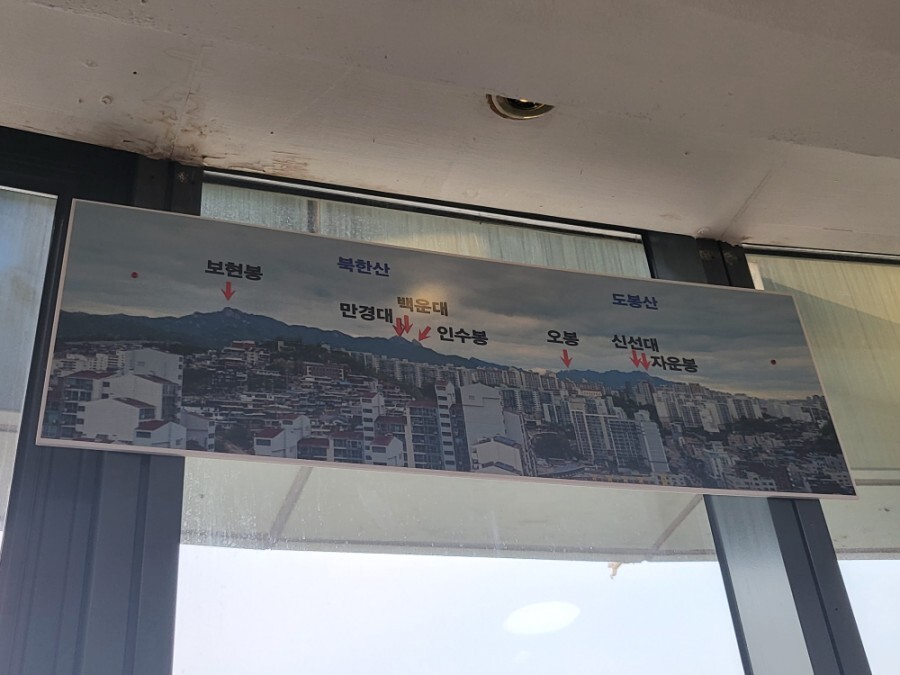 보현봉
북한산
만경대
백운대
인수봉
오봉
도봉산
신선대
자운봉